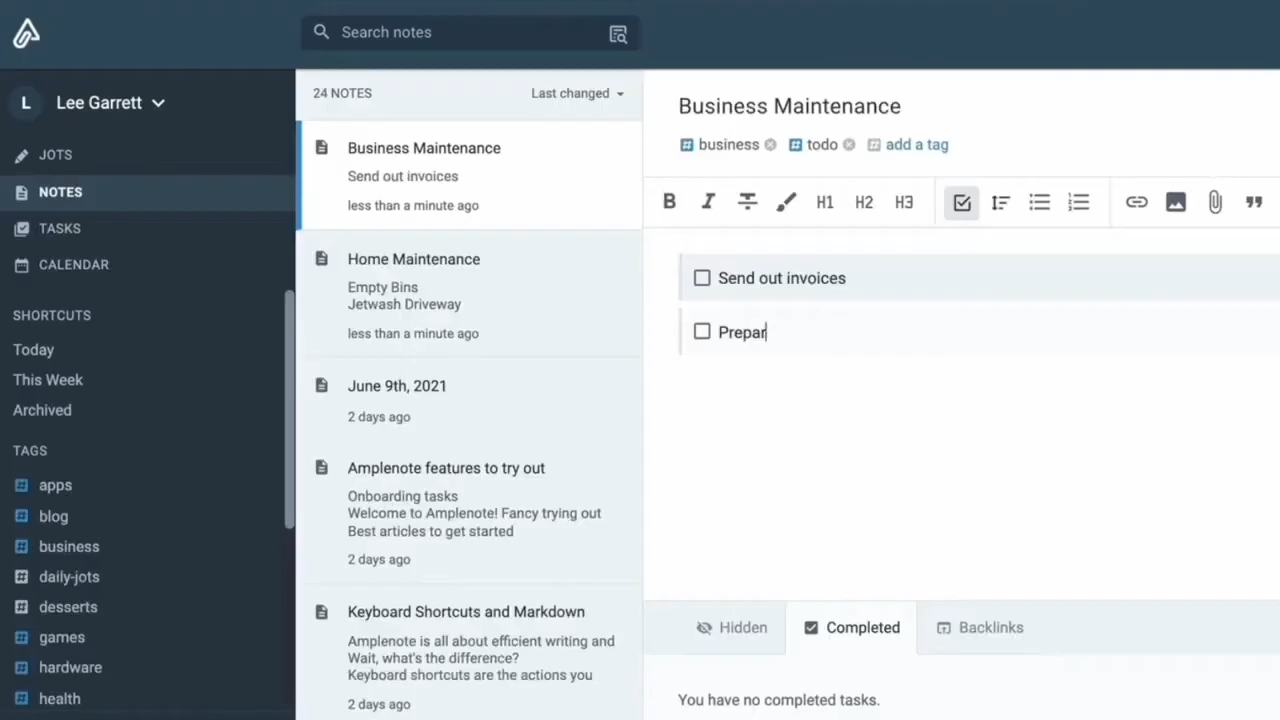 Search notes
L Lee Garrett
JOTS
NOTES
TASKS
CALENDAR
SHORTCUTS
Today
This Week
Archived
TAGS
apps
blog
business
daily-jots
desserts
games
hardware
health
24 NOTES Last changed
Business Maintenance
Send out invoices
less than a minute ago
Home Maintenance
Empty Bins
Jetwash Driveway
less than a minute ago
June 9th, 2021
2 days ago
Amplenote features to try out
Onboarding tasks
Welcome to Amplenote! Fancy trying out
Best articles to get started
2 days ago
Keyboard Shortcuts and Markdown
Amplenote is all about efficient writing and
Wait, what's the difference?
Keyboard shortcuts are the actions you
2 days ago
Business Maintenance
business todo add a tag
B I S H1 H2 H3
Send out invoices
Prepar
Hidden Completed Backlinks
You have no completed tasks.